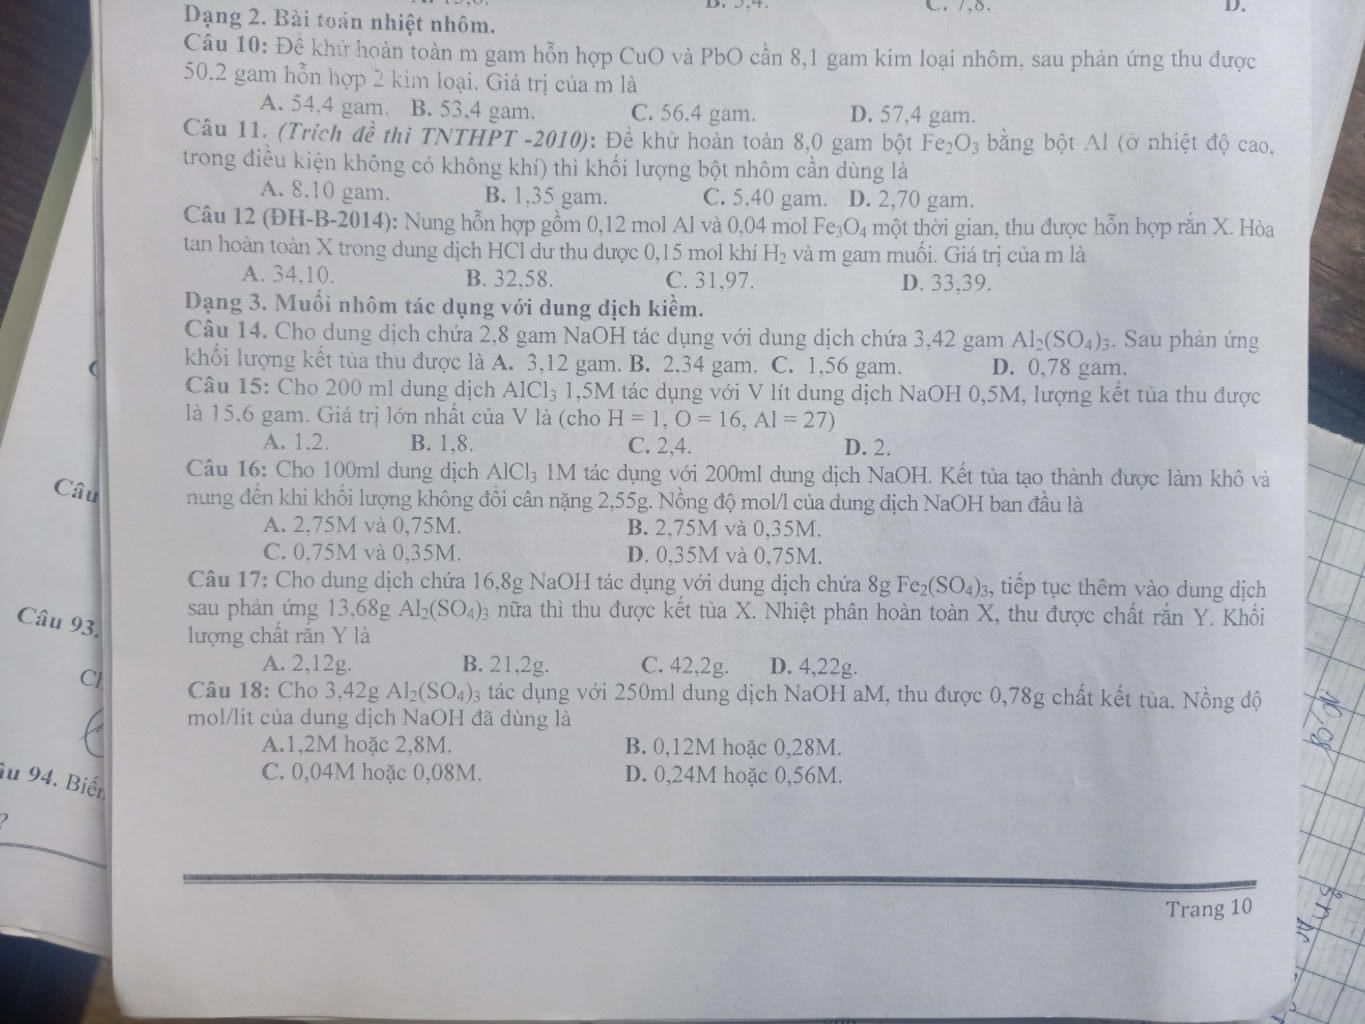 B. 3,4.
C. 7,8.
D.
Dạng 2. Bài toán nhiệt nhôm.
Câu 10: Để khử hoàn toàn m gam hỗn hợp CuO và PbO cần 8,1 gam kim loại nhôm, sau phản ứng thu được
50,2 gam hỗn hợp 2 kim loại. Giá trị của m là
A. 54,4 gam. B. 53,4 gam. C. 56,4 gam. D. 57,4 gam.
Câu 11. (Trích đề thi TNTHPT -2010): Để khử hoàn toàn 8,0 gam bột Fe₂O₃ bằng bột Al (ở nhiệt độ cao,
trong điều kiện không có không khí) thì khối lượng bột nhôm cần dùng là
A. 8,10 gam. B. 1,35 gam. C. 5,40 gam. D. 2,70 gam.
Câu 12 (ĐH-B-2014): Nung hỗn hợp gồm 0,12 mol Al và 0,04 mol Fe₃O₄ một thời gian, thu được hỗn hợp rắn X. Hòa
tan hoàn toàn X trong dung dịch HCl dư thu được 0,15 mol khí H₂ và m gam muối. Giá trị của m là
A. 34,10. B. 32,58. C. 31,97. D. 33,39.
Dạng 3. Muối nhôm tác dụng với dung dịch kiềm.
Câu 14. Cho dung dịch chứa 2,8 gam NaOH tác dụng với dung dịch chứa 3,42 gam Al₂(SO₄)₃. Sau phản ứng
khối lượng kết tủa thu được là A. 3,12 gam. B. 2,34 gam. C. 1,56 gam. D. 0,78 gam.
Câu 15: Cho 200 ml dung dịch AlCl₃ 1,5M tác dụng với V lít dung dịch NaOH 0,5M, lượng kết tủa thu được
là 15,6 gam. Giá trị lớn nhất của V là (cho H = 1, O = 16, Al = 27)
A. 1,2. B. 1,8. C. 2,4. D. 2.
Câu 16: Cho 100ml dung dịch AlCl₃ 1M tác dụng với 200ml dung dịch NaOH. Kết tủa tạo thành được làm khô và
nung đến khi khối lượng không đổi cân nặng 2,55g. Nồng độ mol/l của dung dịch NaOH ban đầu là
A. 2,75M và 0,75M. B. 2,75M và 0,35M.
C. 0,75M và 0,35M. D. 0,35M và 0,75M.
Câu 17: Cho dung dịch chứa 16,8g NaOH tác dụng với dung dịch chứa 8g Fe₂(SO₄)₃, tiếp tục thêm vào dung dịch
sau phản ứng 13,68g Al₂(SO₄)₃ nữa thì thu được kết tủa X. Nhiệt phân hoàn toàn X, thu được chất rắn Y. Khối
lượng chất rắn Y là
A. 2,12g. B. 21,2g. C. 42,2g. D. 4,22g.
Câu 18: Cho 3,42g Al₂(SO₄)₃ tác dụng với 250ml dung dịch NaOH aM, thu được 0,78g chất kết tủa. Nồng độ
mol/lit của dung dịch NaOH đã dùng là
A.1,2M hoặc 2,8M. B. 0,12M hoặc 0,28M.
C. 0,04M hoặc 0,08M. D. 0,24M hoặc 0,56M.
Trang 10
Câu
Câu 93.
94. Biến
?